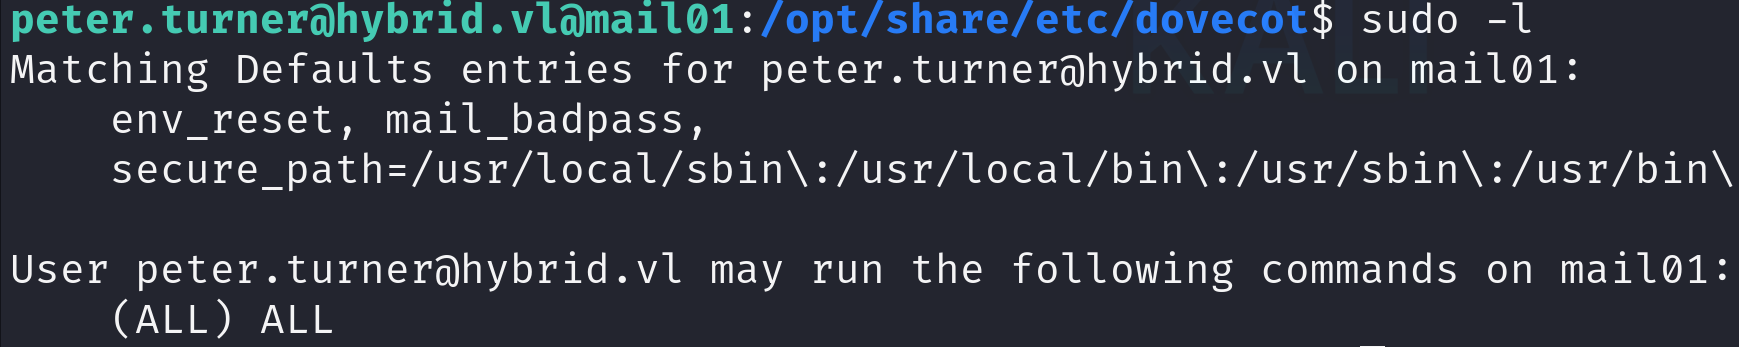 peter.turner@hybrid.vl@mail01:/opt/share/etc/dovecot$ sudo -l
Matching Defaults entries for peter.turner@hybrid.vl on mail01:
    env_reset, mail_badpass,
    secure_path=/usr/local/sbin\:/usr/local/bin\:/usr/sbin\:/usr/bin\

User peter.turner@hybrid.vl may run the following commands on mail01:
    (ALL) ALL